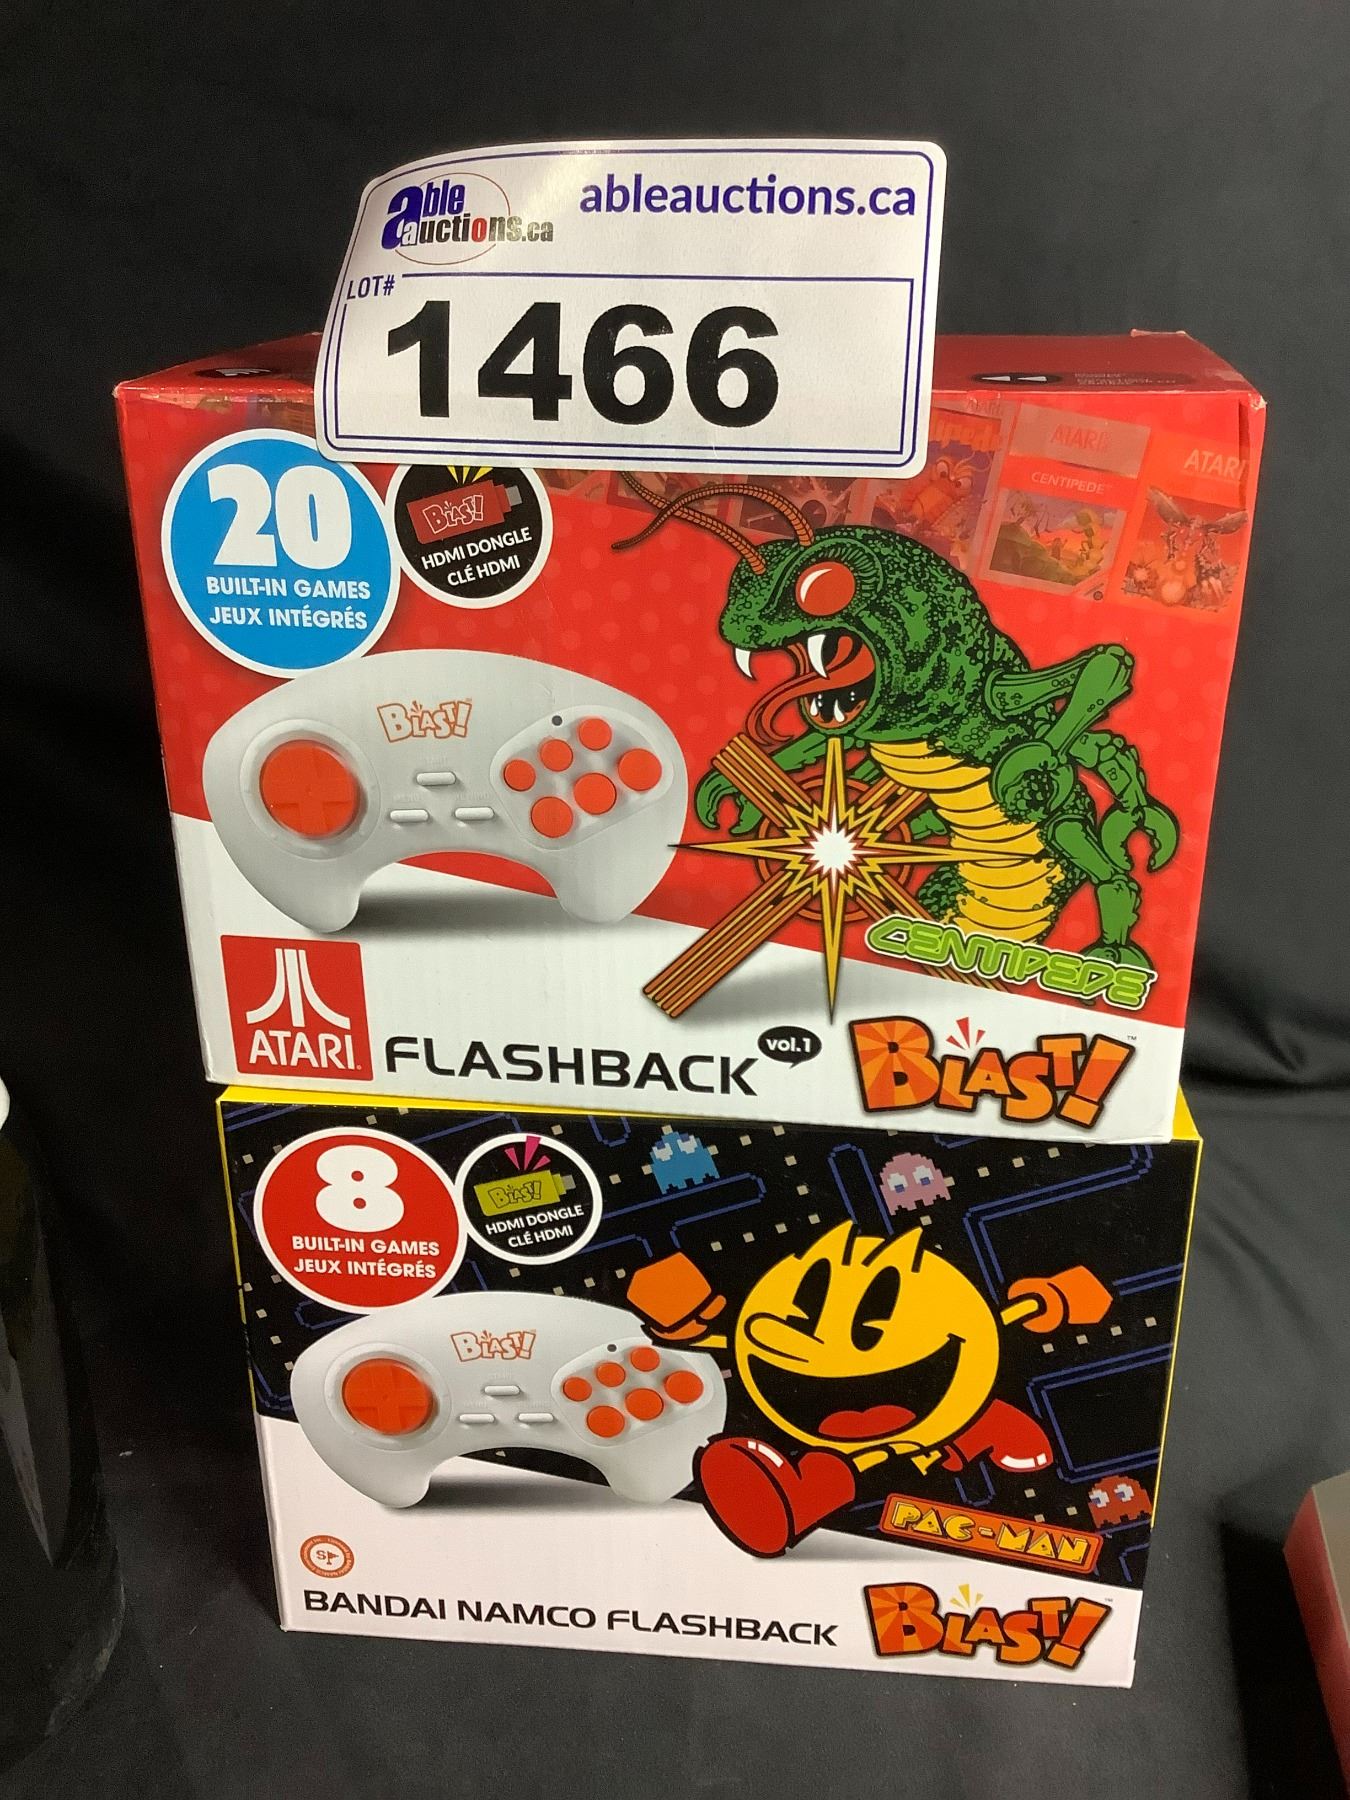 able auctions.ca
ableauctions.ca
LOT#
1466
20
BUILT-IN GAMES
JEUX INTÉGRÉS
BLAST!
HDMI DONGLE
CLÉ HDMI
ATARI
CENTIPEDE
ATARI
BLAST!
CENTIPEDE
ATARI
FLASHBACK vol.1 BLAST!™
8
BUILT-IN GAMES
JEUX INTÉGRÉS
BLAST!
HDMI DONGLE
CLÉ HDMI
BLAST!
PAC-MAN
BANDAI NAMCO FLASHBACK BLAST!™